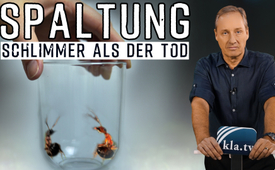 SPALTUNG
SCHLIMMER ALS DER TOD
kla.tv